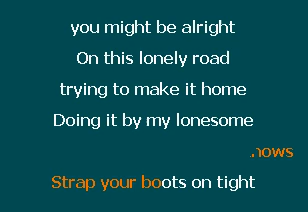 you might be alright
On this lonely road
trying to make it home
Doing it by my lonesome
Strap your boots on tight